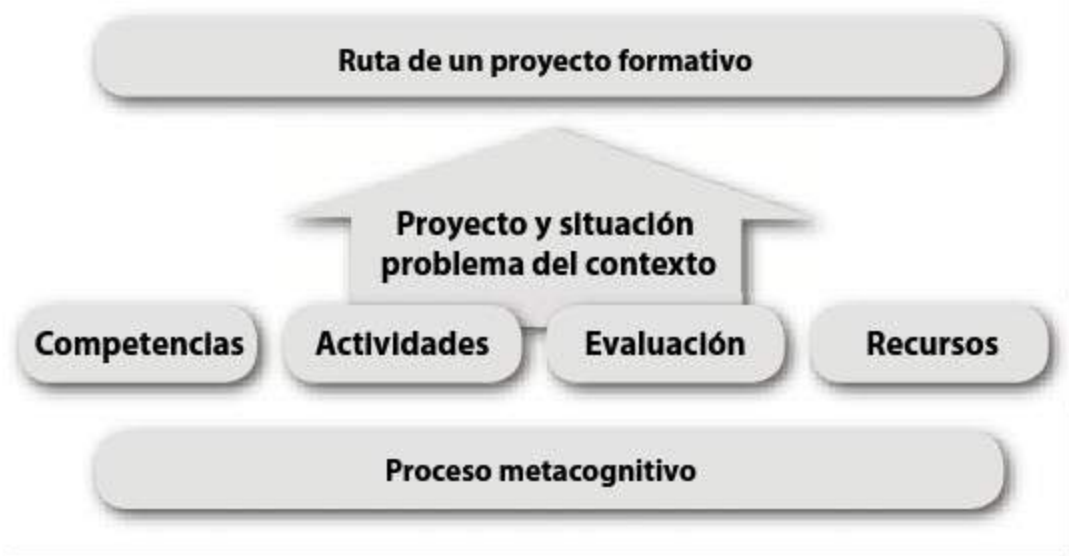 Ruta de un proyecto formativo
Proyecto y situación
problema del contexto
Competencias
Actividades
Evaluación
Recursos
Proceso metacognitivo